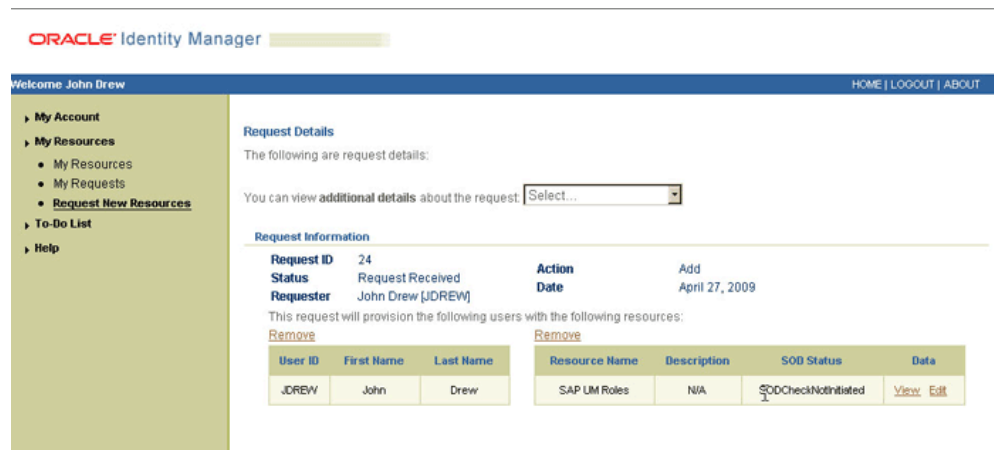 ORACLE Identity Manager
Welcome John Drew
HOME | LOGOUT | ABOUT
My Account
My Resources
My Resources
My Requests
Request New Resources
To-Do List
Help
Request Details
The following are request details:
You can view additional details about the request: Select...
Request Information
Request ID 24
Status Request Received
Requester John Drew [JDREW]
Action Add
Date April 27, 2009
This request will provision the following users with the following resources:
Remove
User ID First Name Last Name
JDREW John Drew
Remove
Resource Name Description SOD Status Data
SAP UM Roles N/A SODCheckNotInitiated View Edit